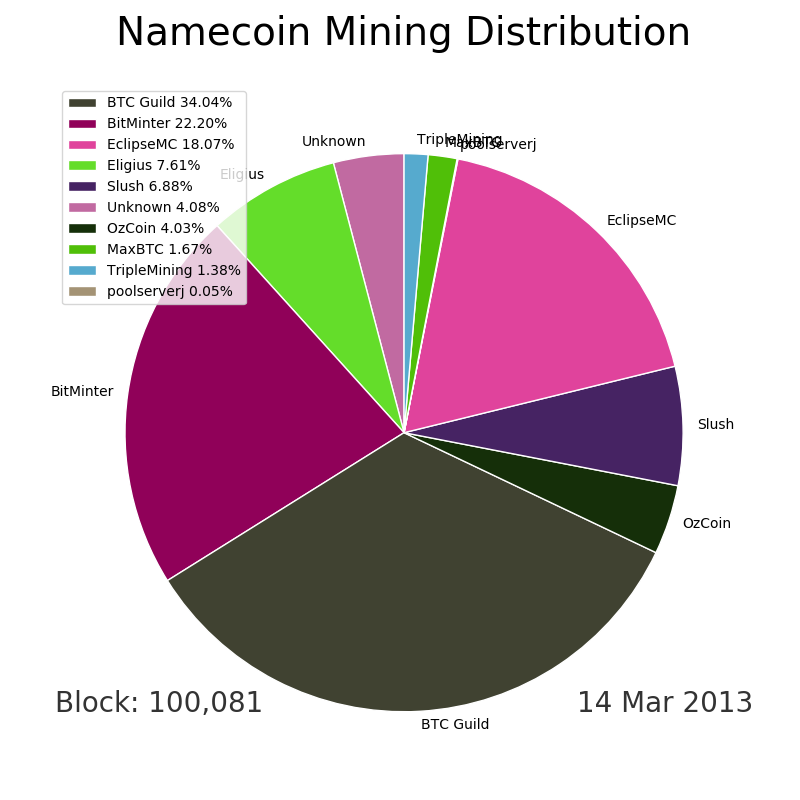 Namecoin Mining Distribution
BTC Guild 34.04%
BitMinter 22.20%
EclipseMC 18.07%
Eligius 7.61%
Slush 6.88%
Unknown 4.08%
OzCoin 4.03%
MaxBTC 1.67%
TripleMining 1.38%
poolserverj 0.05%
Unknown
TripleMining
MaxBTC
poolserverj
Eligius
EclipseMC
BitMinter
Slush
OzCoin
BTC Guild
Block: 100,081
14 Mar 2013